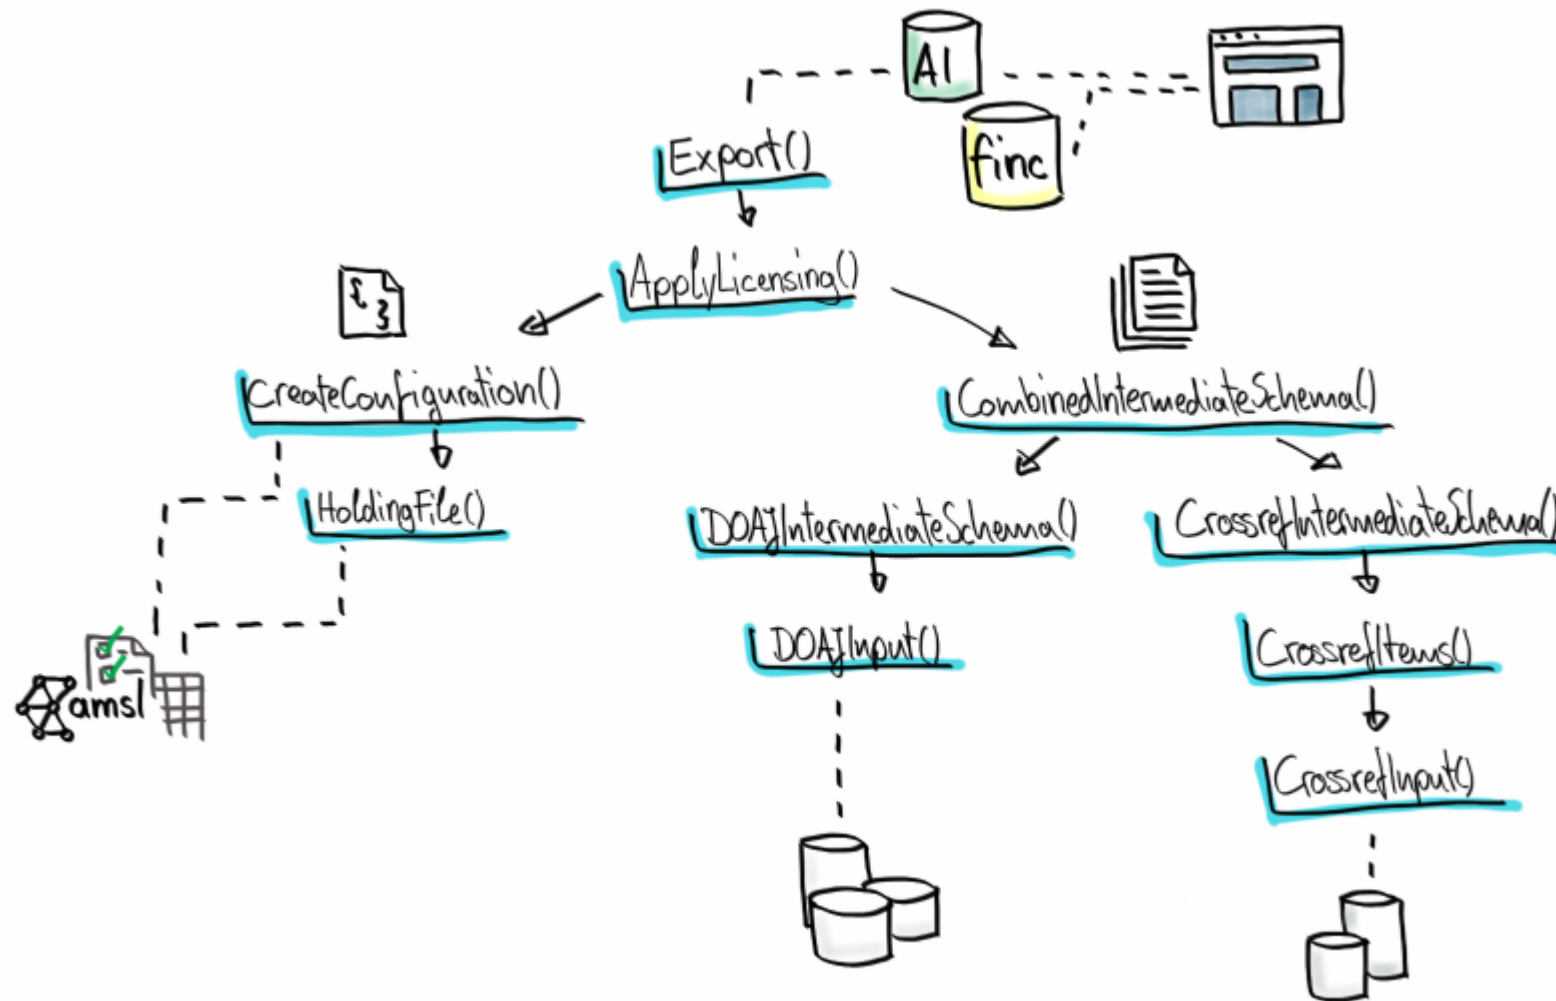 AI
finc
Export()
ApplyLicensing()
{ }
CreateConfiguration()
CombinedIntermediateSchema()
HoldingFile()
DOAJIntermediateSchema()
CrossrefIntermediateSchema()
DOAJInput()
CrossrefItems()
amsl
CrossrefInput()